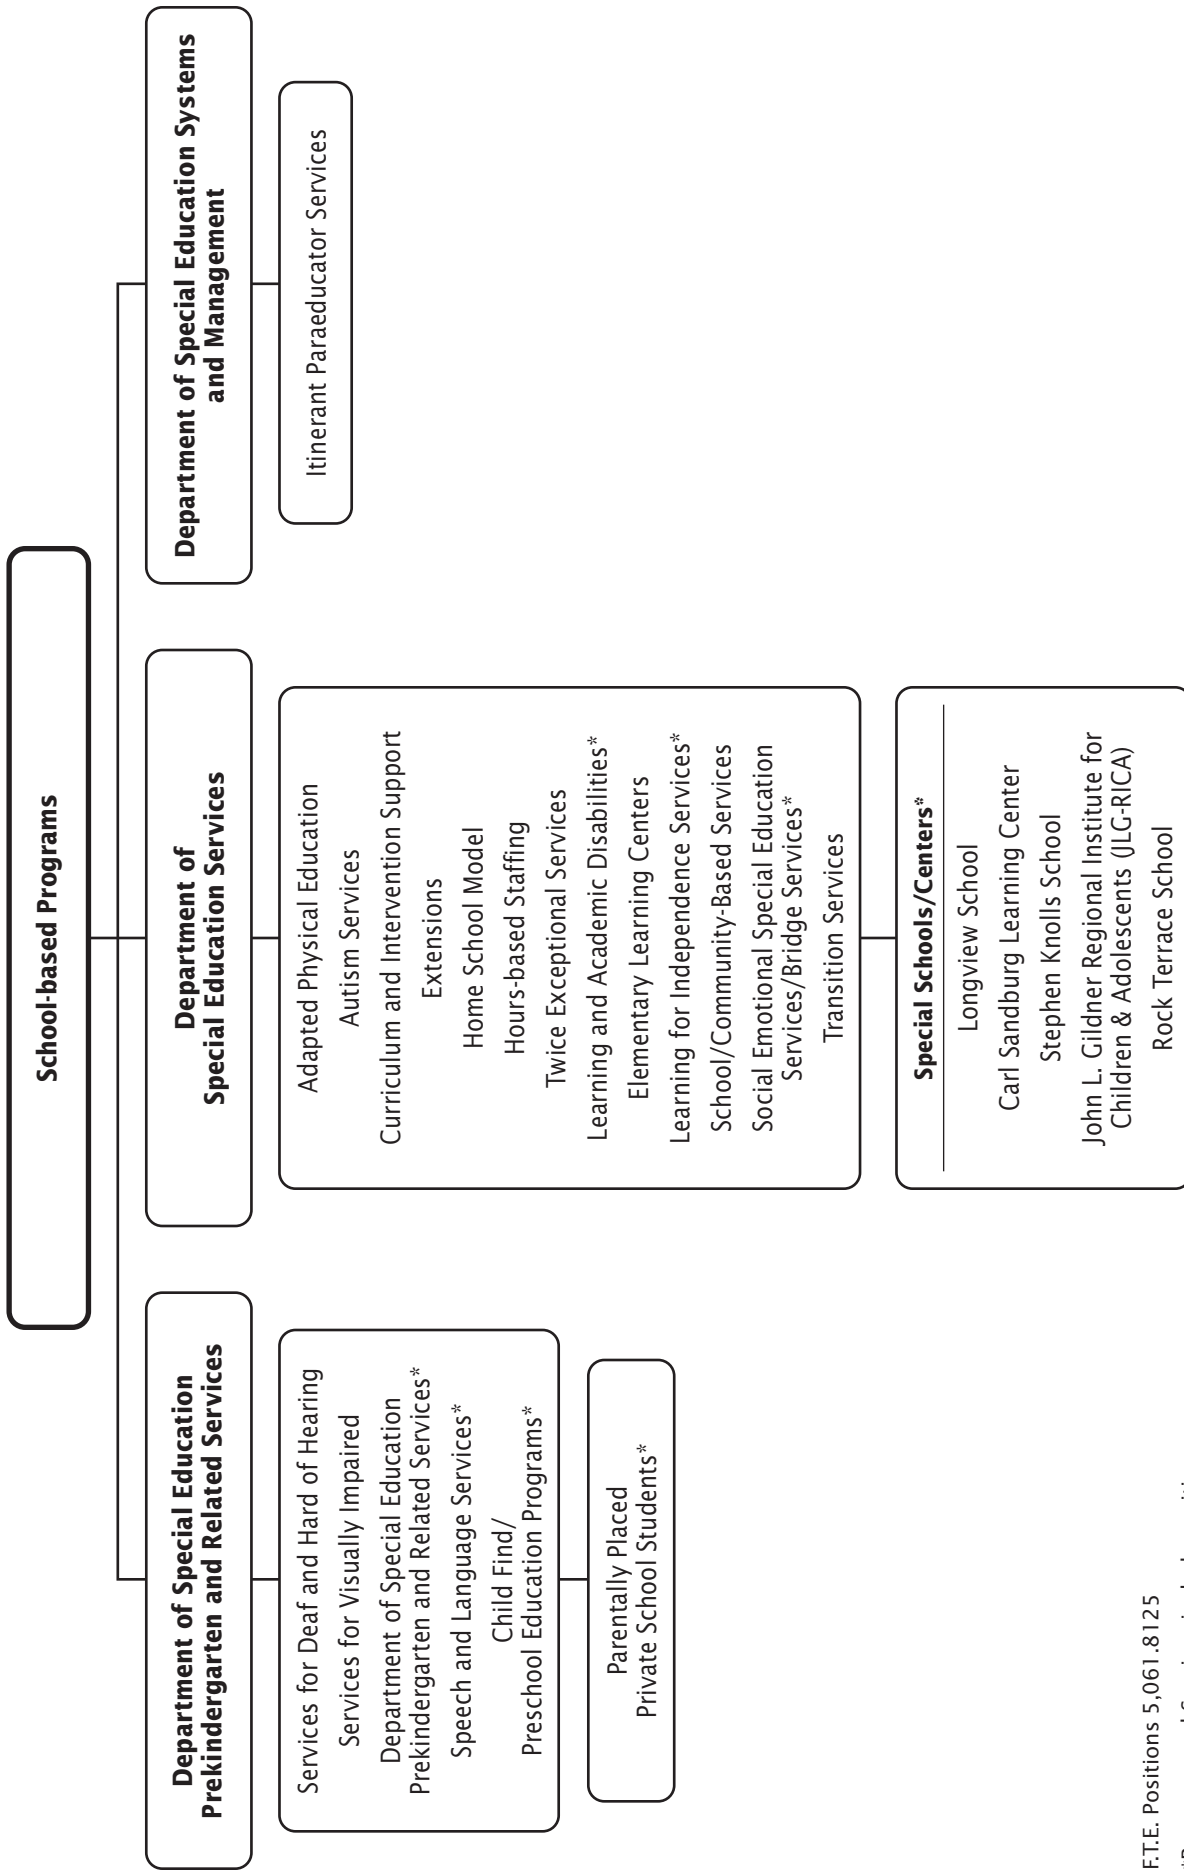 School-based Programs
Department of Special Education
Prekindergarten and Related Services
Services for Deaf and Hard of Hearing
Services for Visually Impaired
Department of Special Education
Prekindergarten and Related Services*
Speech and Language Services*
Child Find/
Preschool Education Programs*
Parentally Placed
Private School Students*
Department of
Special Education Services
Adapted Physical Education
Autism Services
Curriculum and Intervention Support
Extensions
Home School Model
Hours-based Staffing
Twice Exceptional Services
Learning and Academic Disabilities*
Elementary Learning Centers
Learning for Independence Services*
School/Community-Based Services
Social Emotional Special Education
Services/Bridge Services*
Transition Services
Special Schools/Centers*
Longview School
Carl Sandburg Learning Center
Stephen Knolls School
John L. Gildner Regional Institute for
Children & Adolescents (JLG-RICA)
Rock Terrace School
Department of Special Education Systems
and Management
Itinerant Paraeducator Services
F.T.E. Positions 5,061.8125